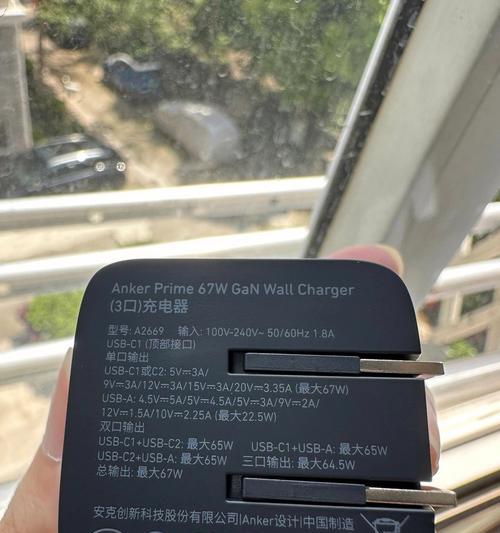 Anker Prime 67W GaN Wall Charger
(3口)充电器
型号: A2669 输入: 100V-240V~ 50/60Hz 1.8A
USB-C1 (顶部接口)
单口输出
USB-C1或C2: 5V⎓3A/
9V⎓3A/12V⎓3A/15V⎓3A/20V⎓3.35A (最大67W)
USB-A: 4.5V⎓5A/5V⎓4.5A/5V⎓3A/9V⎓2A/
12V⎓1.5A/10V⎓2.25A (最大22.5W)
双口输出
USB-C1+USB-C2: 最大65W USB-C1+USB-A: 最大65W
USB-C2+USB-A: 最大65W 三口输出: 最大64.5W
总输出: 最大67W
安克创新科技股份有限公司|Anker设计|中国制造